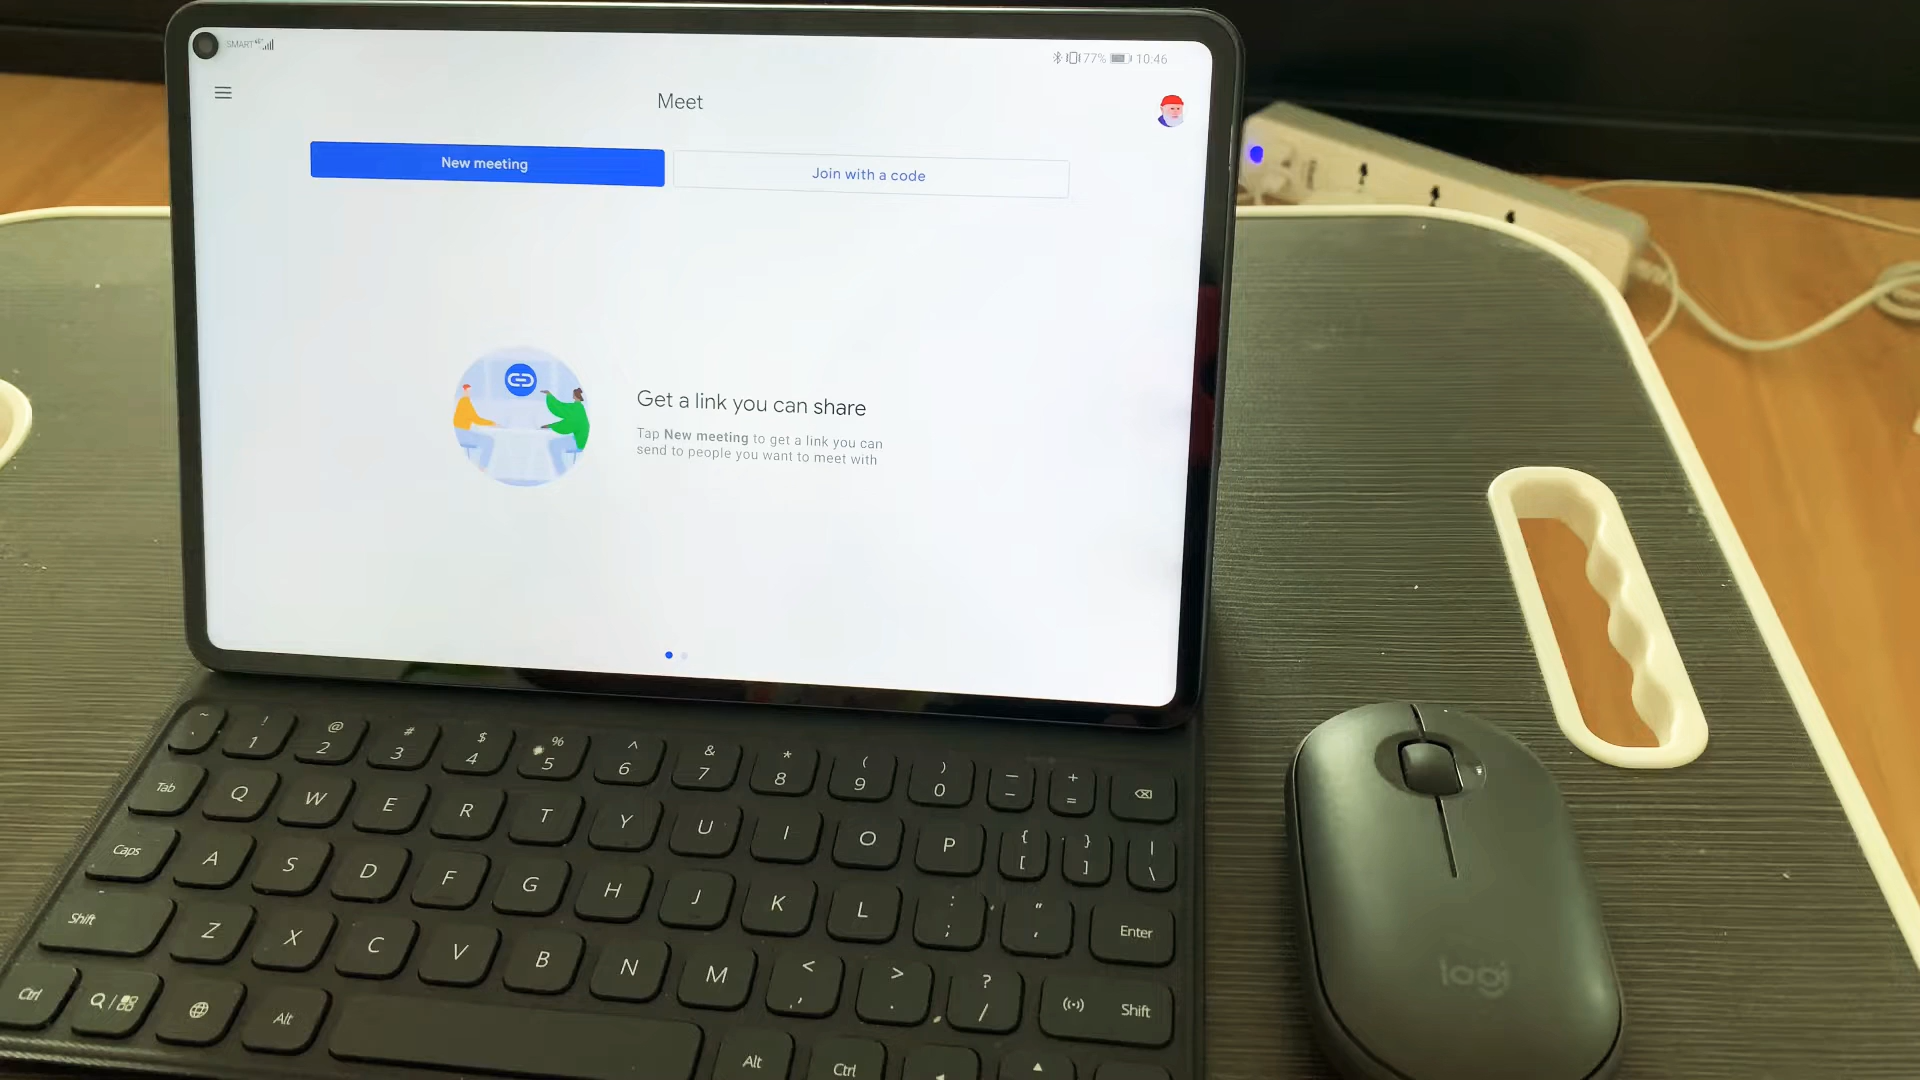 SMART
77% 10:46
Meet
New meeting
Join with a code
Get a link you can share
Tap New meeting to get a link you can
send to people you want to meet with
~ ! @ # $ % ^ & * ( ) _ +
` 1 2 3 4 5 6 7 8 9 0 - =
Tab Q W E R T Y U I O P { [ } ] | \
Caps A S D F G H J K L : ; " ' Enter
Shift Z X C V B N M < , > . ? / Shift
Ctrl Alt Alt Ctrl
logi